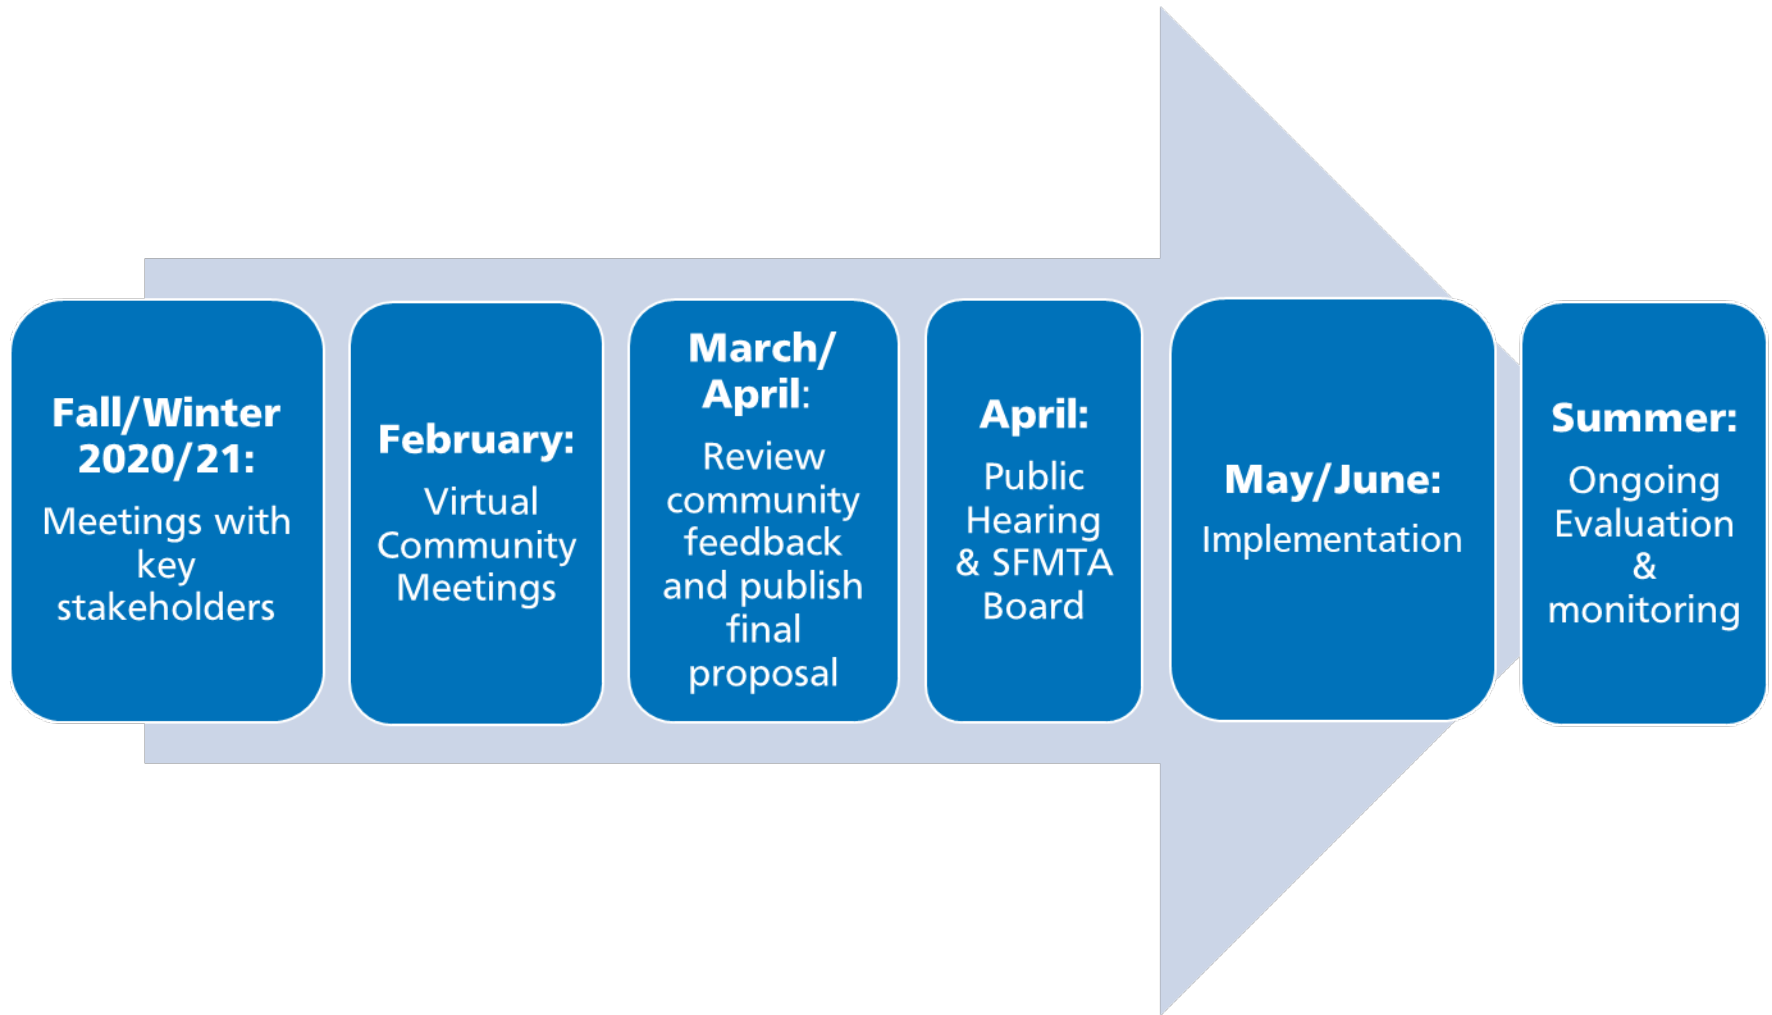 Fall/Winter
2020/21:
Meetings with
key
stakeholders
February:
Virtual
Community
Meetings
March/
April:
Review
community
feedback
and publish
final
proposal
April:
Public
Hearing
& SFMTA
Board
May/June:
Implementation
Summer:
Ongoing
Evaluation
&
monitoring